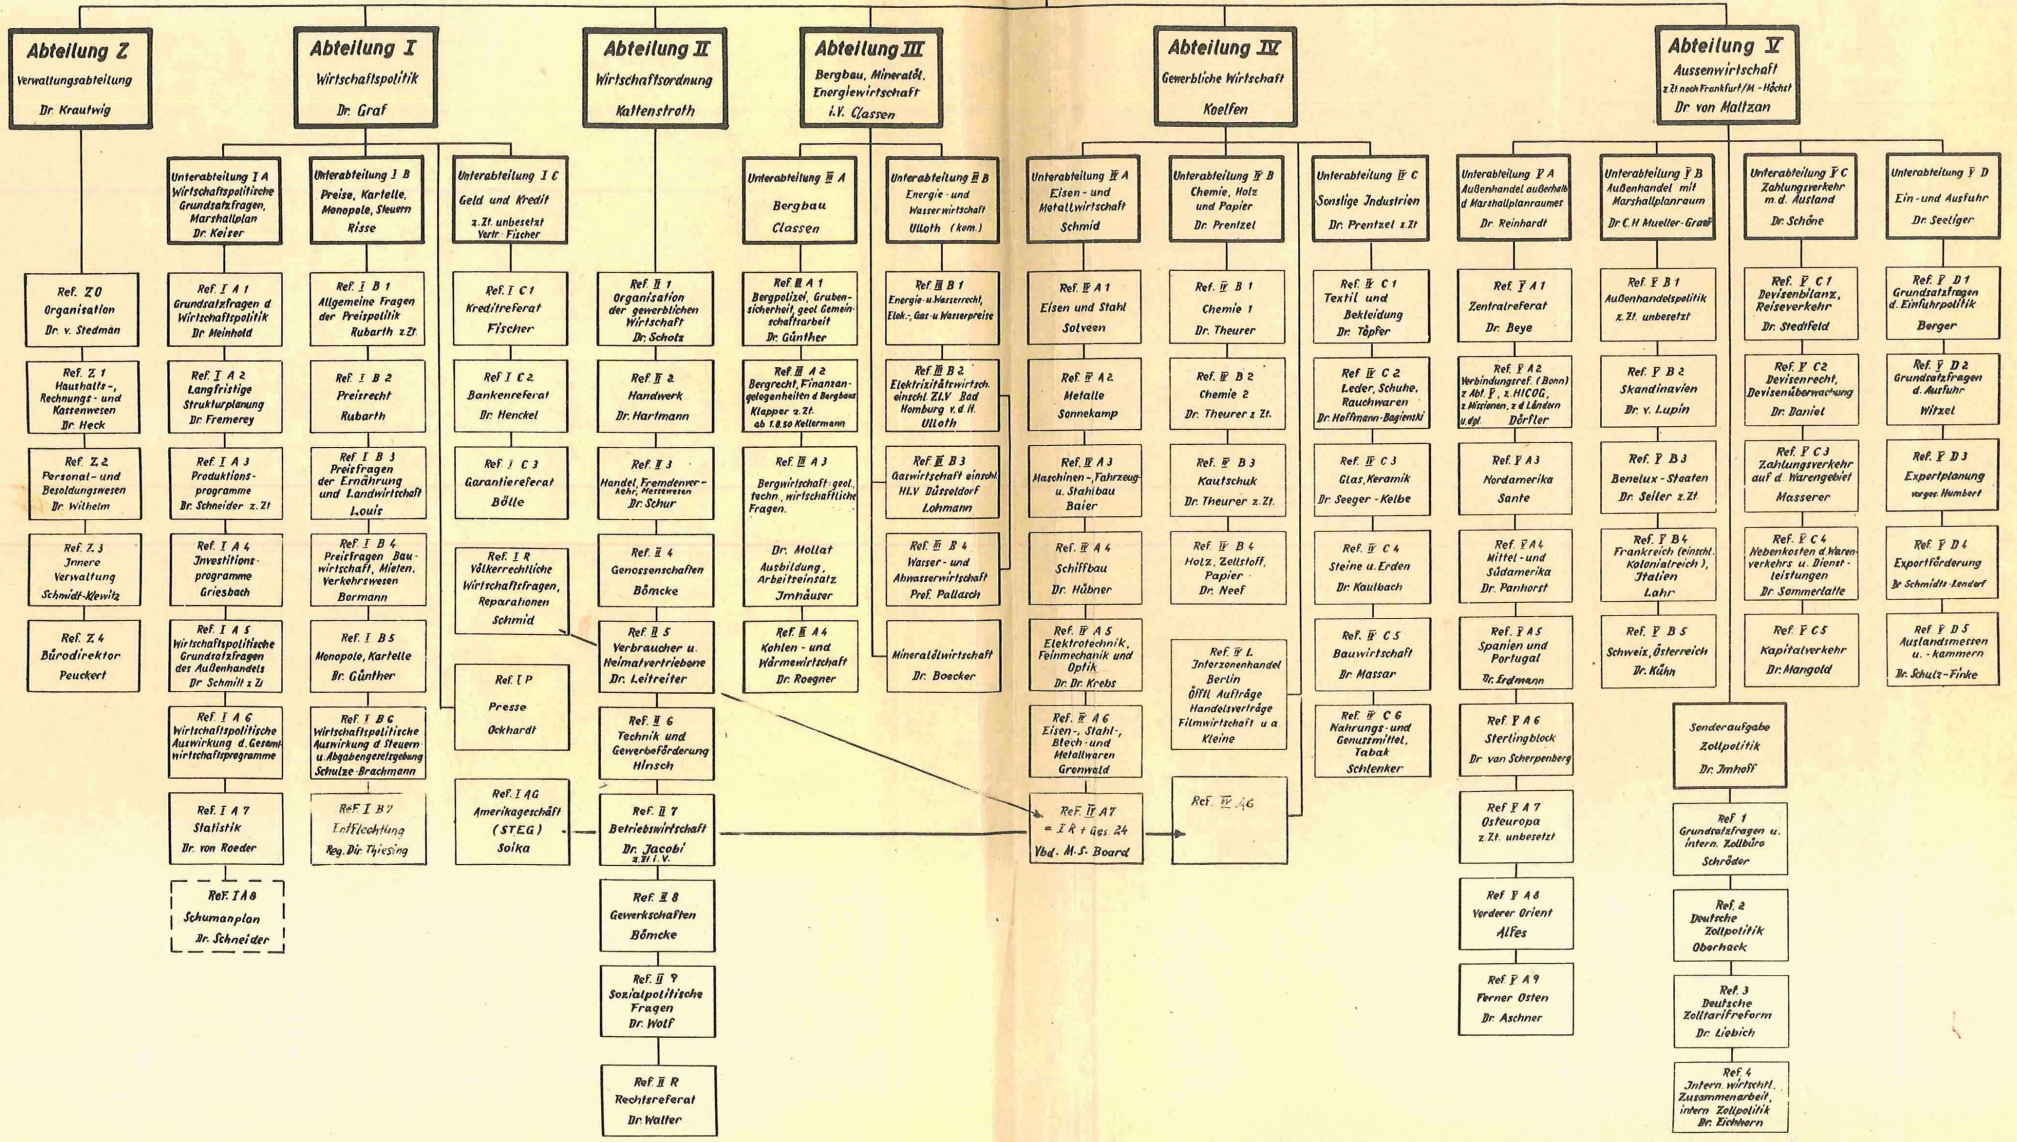 Abteilung Z
Verwaltungsabteilung
Dr. Krautwig
Ref. Z0
Organisation
Dr. v. Stedman
Ref. Z 1
Haushalts-,
Rechnungs- und
Kassenwesen
Dr. Heck
Ref. Z 2
Personal- und
Besoldungswesen
Dr. Wilhelm
Ref. Z 3
Innere
Verwaltung
Schmidt-Klewitz
Ref. Z 4
Bürodirektor
Peuckert
Abteilung I
Wirtschaftspolitik
Dr. Graf
Unterabteilung I A
Wirtschaftspolitische
Grundsatzfragen,
Marshallplan
Dr. Keiser
Ref. I A 1
Grundsatzfragen d
Wirtschaftspolitik
Dr Meinhold
Ref. I A 2
Langfristige
Strukturplanung
Dr. Fremerey
Ref. I A 3
Produktions-
programme
Dr. Schneider z. Zt
Ref. I A 4
Investitions-
programme
Griesbach
Ref. I A 5
Wirtschaftspolitische
Grundsatzfragen
des Außenhandels
Dr Schmitt z Zt
Ref. I A 6
Wirtschaftspolitische
Auswirkung d. Gesamt
wirtschaftsprogramme
Ref. I A 7
Statistik
Dr. von Roeder
Ref. I A 8
Schumanplan
Dr. Schneider
Unterabteilung I B
Preise, Kartelle,
Monopole, Steuern
Risse
Ref. I B 1
Allgemeine Fragen
der Preispolitik
Rubarth z Zt.
Ref. I B 2
Preisrecht
Rubarth
Ref. I B 3
Preisfragen
der Ernährung
und Landwirtschaft
Louis
Ref. I B 4
Preisfragen Bau-
wirtschaft, Mieten,
Verkehrswesen
Bormann
Ref. I B 5
Monopole, Kartelle
Dr. Günther
Ref. I B 6
Wirtschaftspolitische
Auswirkung d Steuern
u. Abgabengesetzgebung
Schulze-Brachmann
Ref. I B 7
Entflechtung
Reg. Dir Thiesing
Unterabteilung I C
Geld und Kredit
z. Zt. unbesetzt
Vertr. Fischer
Ref. I C 1
Kreditreferat
Fischer
Ref I C 2
Bankenreferat
Dr. Henckel
Ref. I C 3
Garantiereferat
Bölle
Ref. I R
Völkerrechtliche
Wirtschaftsfragen,
Reparationen
Schmid
Ref. I P
Presse
Ockhardt
Ref. I AG
Amerikageschäft
(STEG)
Soika
Abteilung II
Wirtschaftsordnung
Kattenstroth
Ref. II 1
Organisation
der gewerblichen
Wirtschaft
Dr. Scholz
Ref II 2
Handwerk
Dr. Hartmann
Ref. II 3
Handel, Fremdenver-
kehr, Messewesen
Dr. Schur
Ref. II 4
Genossenschaften
Bömcke
Ref. II 5
Verbraucher u.
Heimatvertriebene
Dr. Leitreiter
Ref. II 6
Technik und
Gewerbeförderung
Hinsch
Ref. II 7
Betriebswirtschaft
Dr. Jacobi
z. Zt i. V.
Ref. II 8
Gewerkschaften
Bömcke
Ref. II 9
Sozialpolitische
Fragen
Dr. Wolf
Ref. II R
Rechtsreferat
Dr. Walter
Abteilung III
Bergbau, Mineralöl,
Energiewirtschaft
i. V. Classen
Unterabteilung III A
Bergbau
Classen
Ref. III A 1
Bergpolizei, Gruben-
sicherheit, geol Gemein-
schaftsarbeit
Dr. Günther
Ref. III A 2
Bergrecht, Finanzan-
gelegenheiten d Bergbaus
Klapper z. Zt.
ab 1.8.50 Kellermann
Ref. III A 3
Bergwirtschaft: geol.,
techn., wirtschaftliche
Fragen.
Dr. Mollat
Ausbildung,
Arbeitseinsatz
Imhäuser
Ref. III A 4
Kohlen- und
Wärmewirtschaft
Dr. Roegner
Unterabteilung III B
Energie- und
Wasserwirtschaft
Ulloth (kom.)
Ref. III B 1
Energie-u. Wasserrecht,
Elek.-, Gas-u Wasserpreise
Ref. III B 2
Elektrizitätswirtsch.
einschl. ZLV Bad
Homburg v. d. H.
Ulloth
Ref III B 3
Gaswirtschaft einschl.
HLV Düsseldorf
Lohmann
Ref. III B 4
Wasser- und
Abwasserwirtschaft
Prof. Pallasch
Mineralölwirtschaft
Dr. Boecker
Abteilung IV
Gewerbliche Wirtschaft
Koelfen
Unterabteilung IV A
Eisen- und
Metallwirtschaft
Schmid
Ref. IV A 1
Eisen und Stahl
Solveen
Ref. IV A 2
Metalle
Sonnekamp
Ref. IV A 3
Maschinen-, Fahrzeug-
u. Stahlbau
Baier
Ref. IV A 4
Schiffbau
Dr. Hübner
Ref. IV A 5
Elektrotechnik,
Feinmechanik und
Optik
Dr. Dr. Krebs
Ref. IV A 6
Eisen-, Stahl-,
Blech- und
Metallwaren
Gronwald
Ref. IV A7
= I R + Ges. 24
Vbd. M.S. Board
Unterabteilung IV B
Chemie, Holz
und Papier
Dr. Prentzel
Ref. IV B 1
Chemie 1
Dr. Theurer
Ref. IV B 2
Chemie 2
Dr. Theurer z Zt.
Ref. IV B 3
Kautschuk
Dr. Theurer z. Zt.
Ref. IV B 4
Holz, Zellstoff,
Papier
Dr. Neef
Ref. IV L
Interzonenhandel
Berlin
Öfftl. Aufträge
Handelsverträge
Filmwirtschaft u a.
Kleine
Ref. IV AG
Unterabteilung IV C
Sonstige Industrien
Dr. Prentzel z. Zt
Ref. IV C 1
Textil und
Bekleidung
Dr. Töpfer
Ref IV C 2
Leder, Schuhe,
Rauchwaren
Dr. Hoffmann-Bagienski
Ref. IV C 3
Glas, Keramik
Dr. Seeger-Kelbe
Ref. IV C 4
Steine u. Erden
Dr. Kaulbach
Ref. IV C 5
Bauwirtschaft
Dr Massar
Ref. IV C 6
Nahrungs- und
Genussmittel,
Tabak
Schlenker
Abteilung V
Aussenwirtschaft
z Zt noch Frankfurt/M - Höchst
Dr von Maltzan
Unterabteilung V A
Außenhandel außerhalb
d Marshallplanraumes
Dr Reinhardt
Ref. V A 1
Zentralreferat
Dr. Beye
Ref. V A 2
Verbindungsref. (Bonn)
z Abt. V, z. HICOG,
z Missionen, z d Ländern
u. dgl. Dörfler
Ref. V A3
Nordamerika
Sante
Ref. V A4
Mittel- und
Südamerika
Dr. Panhorst
Ref. V A5
Spanien und
Portugal
Dr. Erdmann
Ref. V A 6
Sterlingblock
Dr van Scherpenberg
Ref V A 7
Osteuropa
z. Zt. unbesetzt
Ref V A 8
Vorderer Orient
Alfes
Ref. V A 9
Ferner Osten
Dr. Aschner
Unterabteilung V B
Außenhandel mit
Marshallplanraum
Dr C.H Mueller-Graaf
Ref. V B 1
Außenhandelspolitik
z. Zt. unbesetzt
Ref. V B 2
Skandinavien
Dr. v. Lupin
Ref. V B 3
Benelux-Staaten
Dr. Seller z. Zt.
Ref. V B 4
Frankreich (einschl.
Kolonialreich),
Italien
Lahr
Ref. V B 5
Schweiz, Österreich
Dr. Kühn
Unterabteilung V C
Zahlungsverkehr
m. d. Ausland
Dr. Schöne
Ref. V C 1
Devisenbilanz,
Reiseverkehr
Dr. Stedtfeld
Ref. V C2
Devisenrecht,
Devisenüberwachung
Dr. Daniel
Ref. V C 3
Zahlungsverkehr
auf d. Warengebiet
Masserer
Ref. V C 4
Nebenkosten d. Waren-
verkehrs u. Dienst-
leistungen
Dr. Sommerlatte
Ref. V C5
Kapitalverkehr
Dr. Mangold
Unterabteilung V D
Ein- und Ausfuhr
Dr. Seeliger
Ref. V D1
Grundsatzfragen
d. Einfuhrpolitik
Berger
Ref. V D2
Grundsatzfragen
d. Ausfuhr
Witzel
Ref. V D 3
Exportplanung
vorges. Humbert
Ref. V D 4
Exportförderung
Dr Schmidt-Lendorf
Ref V D 5
Auslandsmessen
u. -kammern
Dr. Schulz-Finke
Sonderaufgabe
Zollpolitik
Dr. Imhoff
Ref 1
Grundsatzfragen u.
intern. Zollbüro
Schröder
Ref. 2
Deutsche
Zollpolitik
Oberhack
Ref. 3
Deutsche
Zolltarifreform
Dr. Liebich
Ref. 4
Intern. wirtschtl.
Zusammenarbeit,
intern Zollpolitik
Dr. Eichhorn